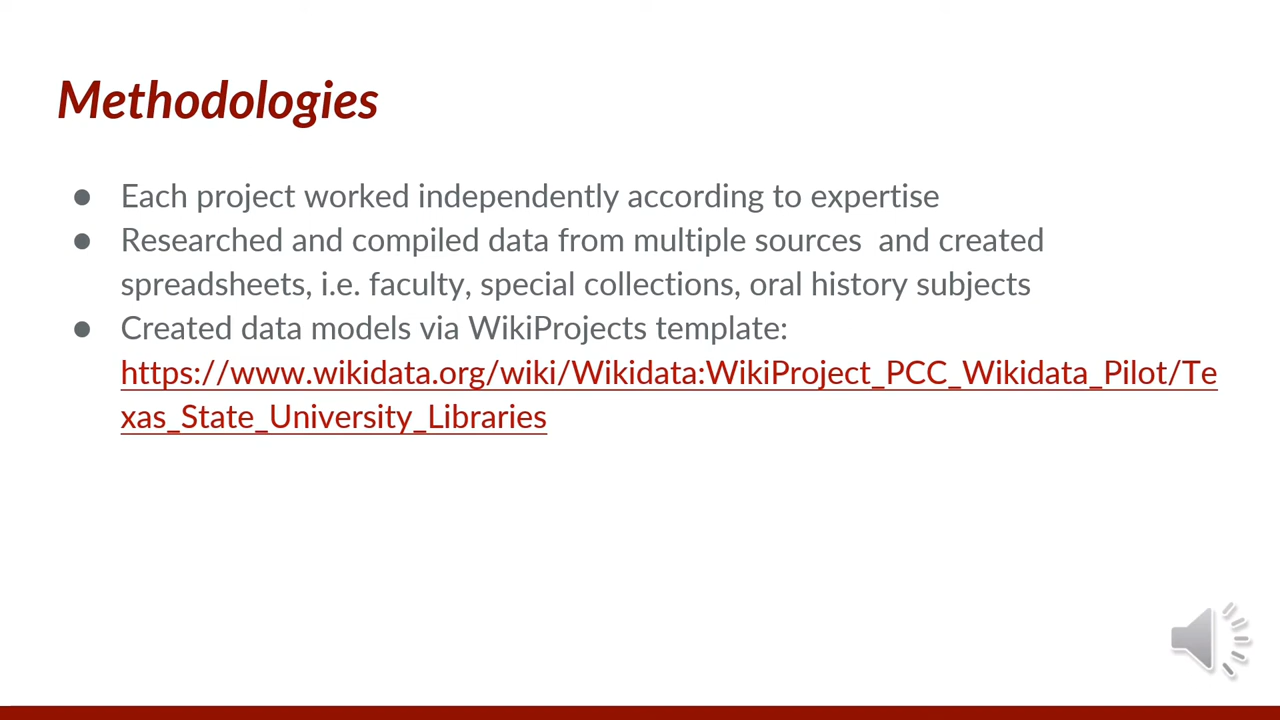 Methodologies
● Each project worked independently according to expertise
● Researched and compiled data from multiple sources  and created
spreadsheets, i.e. faculty, special collections, oral history subjects
● Created data models via WikiProjects template:
https://www.wikidata.org/wiki/Wikidata:WikiProject_PCC_Wikidata_Pilot/Te
xas_State_University_Libraries